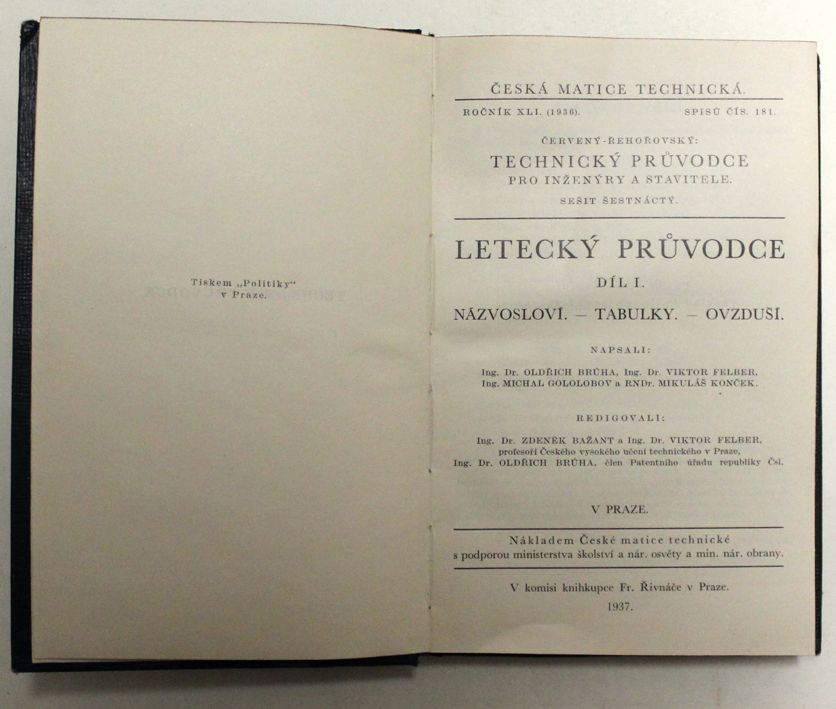 Tiskem „Politiky“
v Praze.
ČESKÁ MATICE TECHNICKÁ.
ROČNÍK XLI. (1936). SPISŮ ČÍS. 181.
ČERVENÝ-ŘEHOŘOVSKÝ:
TECHNICKÝ PRŮVODCE
PRO INŽENÝRY A STAVITELE.
SEŠIT ŠESTNÁCTÝ.
LETECKÝ PRŮVODCE
DÍL I.
NÁZVOSLOVÍ. — TABULKY. — OVZDUŠÍ.
NAPSALI:
Ing. Dr. OLDŘICH BRŮHA, Ing. Dr. VIKTOR FELBER,
Ing. MICHAL GOLOLOBOV a RNDr. MIKULÁŠ KONČEK.
REDIGOVALI:
Ing. Dr. ZDENĚK BAŽANT a Ing. Dr. VIKTOR FELBER,
profesoři Českého vysokého učení technického v Praze,
Ing. Dr. OLDŘICH BRŮHA, člen Patentního úřadu republiky Čsl.
V PRAZE.
Nákladem České matice technické
s podporou ministerstva školství a nár. osvěty a min. nár. obrany.
V komisi knihkupce Fr. Řivnáče v Praze.
1937.